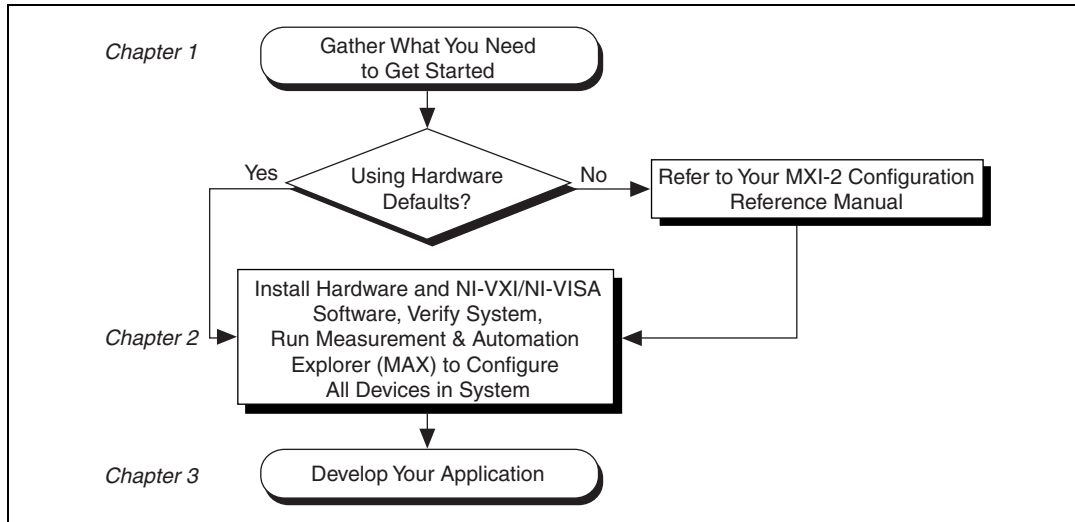 Chapter 1
Gather What You Need
to Get Started
Yes
Using Hardware
Defaults?
No
Refer to Your MXI-2 Configuration
Reference Manual
Chapter 2
Install Hardware and NI-VXI/NI-VISA
Software, Verify System,
Run Measurement & Automation
Explorer (MAX) to Configure
All Devices in System
Chapter 3
Develop Your Application